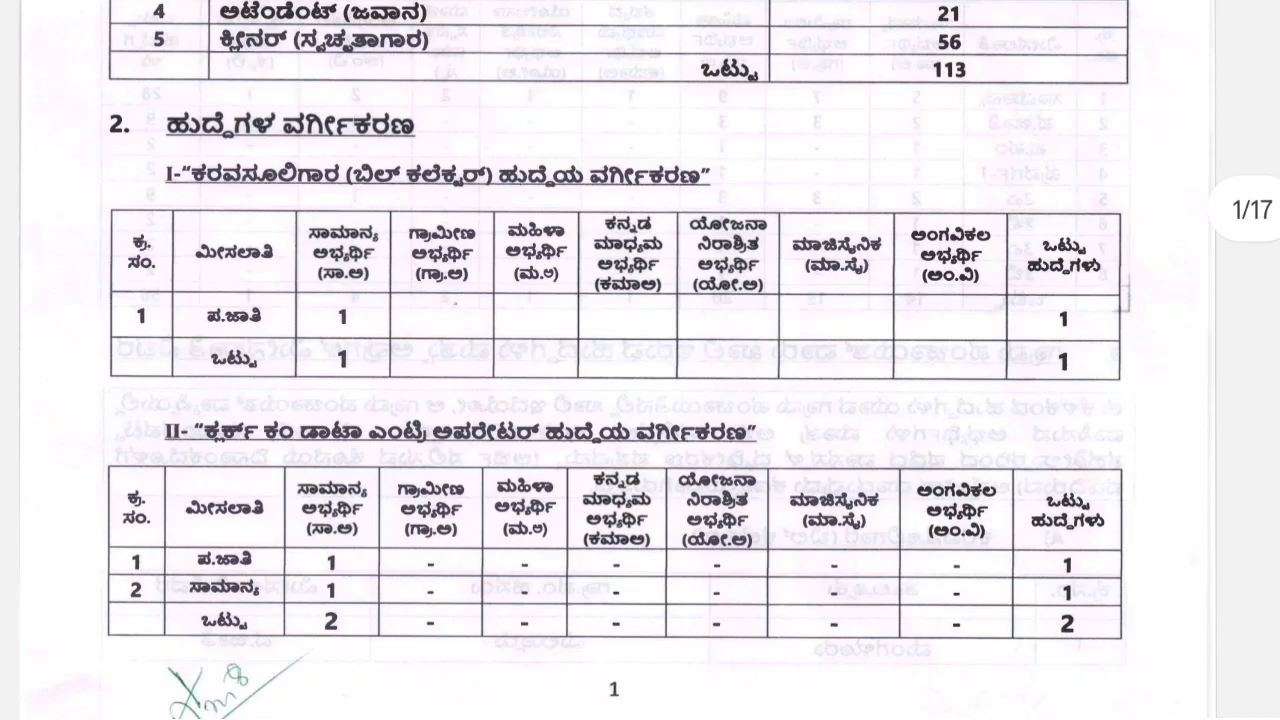 4 ಅಟೆಂಡೆಂಟ್ (ಜವಾನ) 21
5 ಕ್ಲೀನರ್ (ಸ್ವಚ್ಛತಾಗಾರ) 56
ಒಟ್ಟು 113
2. ಹುದ್ದೆಗಳ ವರ್ಗೀಕರಣ
I-“ಕರವಸೂಲಿಗಾರ (ಬಿಲ್ ಕಲೆಕ್ಟರ್) ಹುದ್ದೆಯ ವರ್ಗೀಕರಣ”
1/17
ಕ್ರ. ಸಂ. ಮೀಸಲಾತಿ ಸಾಮಾನ್ಯ ಅಭ್ಯರ್ಥಿ (ಸಾ.ಅ) ಗ್ರಾಮೀಣ ಅಭ್ಯರ್ಥಿ (ಗ್ರಾ.ಅ) ಮಹಿಳಾ ಅಭ್ಯರ್ಥಿ (ಮ.ಅ) ಕನ್ನಡ ಮಾಧ್ಯಮ ಅಭ್ಯರ್ಥಿ (ಕಮಾಅ) ಯೋಜನಾ ನಿರಾಶ್ರಿತ ಅಭ್ಯರ್ಥಿ (ಯೋ.ಅ) ಮಾಜಿಸೈನಿಕ (ಮಾ.ಸೈ) ಅಂಗವಿಕಲ ಅಭ್ಯರ್ಥಿ (ಅಂ.ವಿ) ಒಟ್ಟು ಹುದ್ದೆಗಳು
1 ಪ.ಜಾತಿ 1 1
ಒಟ್ಟು 1 1
II-“ಕ್ಲರ್ಕ್ ಕಂ ಡಾಟಾ ಎಂಟ್ರಿ ಆಪರೇಟರ್ ಹುದ್ದೆಯ ವರ್ಗೀಕರಣ”
ಕ್ರ. ಸಂ. ಮೀಸಲಾತಿ ಸಾಮಾನ್ಯ ಅಭ್ಯರ್ಥಿ (ಸಾ.ಅ) ಗ್ರಾಮೀಣ ಅಭ್ಯರ್ಥಿ (ಗ್ರಾ.ಅ) ಮಹಿಳಾ ಅಭ್ಯರ್ಥಿ (ಮ.ಅ) ಕನ್ನಡ ಮಾಧ್ಯಮ ಅಭ್ಯರ್ಥಿ (ಕಮಾಅ) ಯೋಜನಾ ನಿರಾಶ್ರಿತ ಅಭ್ಯರ್ಥಿ (ಯೋ.ಅ) ಮಾಜಿಸೈನಿಕ (ಮಾ.ಸೈ) ಅಂಗವಿಕಲ ಅಭ್ಯರ್ಥಿ (ಅಂ.ವಿ) ಒಟ್ಟು ಹುದ್ದೆಗಳು
1 ಪ.ಜಾತಿ 1 - - - - - - 1
2 ಸಾಮಾನ್ಯ 1 - - - - - - 1
ಒಟ್ಟು 2 - - - - - - 2
1